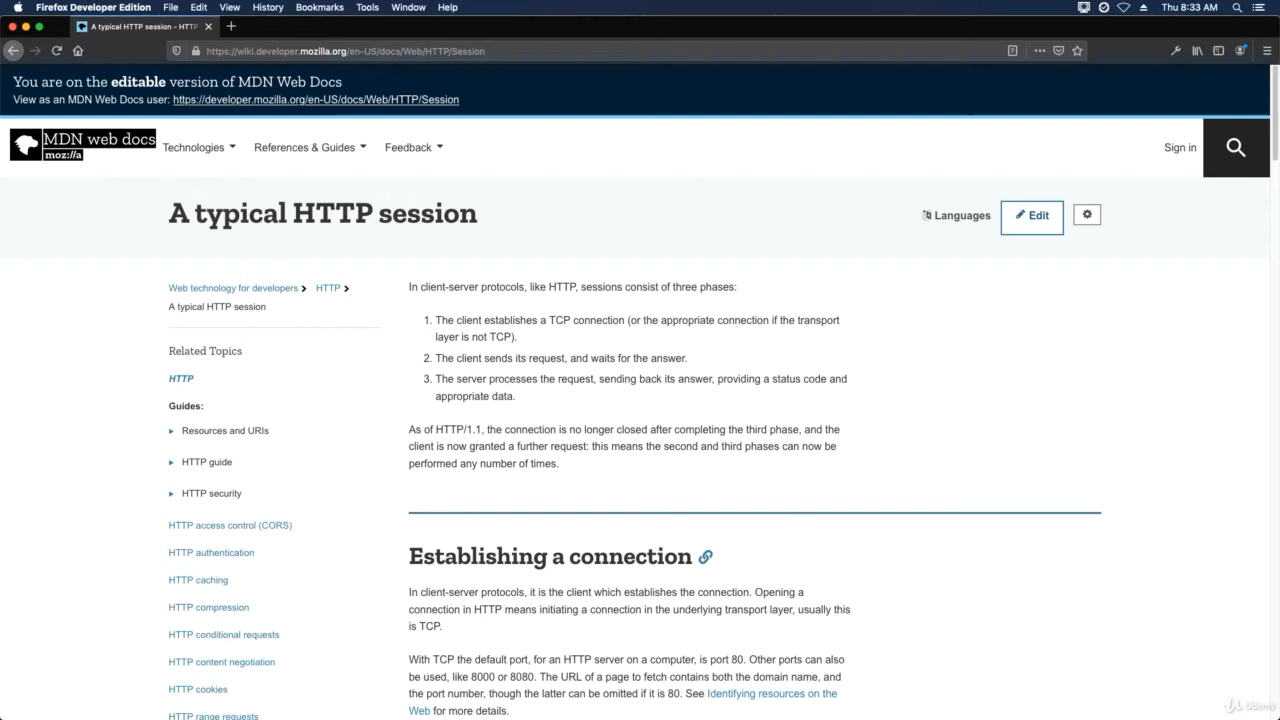 Firefox Developer Edition File Edit View History Bookmarks Tools Window Help Thu 8:33 AM
A typical HTTP session - HTTP
https://wiki.developer.mozilla.org/en-US/docs/Web/HTTP/Session
You are on the editable version of MDN Web Docs
View as an MDN Web Docs user: https://developer.mozilla.org/en-US/docs/Web/HTTP/Session
MDN web docs
moz://a
Technologies References & Guides Feedback Sign in
A typical HTTP session
Languages Edit
Web technology for developers HTTP
A typical HTTP session
Related Topics
HTTP
Guides:
Resources and URIs
HTTP guide
HTTP security
HTTP access control (CORS)
HTTP authentication
HTTP caching
HTTP compression
HTTP conditional requests
HTTP content negotiation
HTTP cookies
HTTP range requests
In client-server protocols, like HTTP, sessions consist of three phases:
1. The client establishes a TCP connection (or the appropriate connection if the transport
layer is not TCP).
2. The client sends its request, and waits for the answer.
3. The server processes the request, sending back its answer, providing a status code and
appropriate data.
As of HTTP/1.1, the connection is no longer closed after completing the third phase, and the
client is now granted a further request: this means the second and third phases can now be
performed any number of times.
Establishing a connection
In client-server protocols, it is the client which establishes the connection. Opening a
connection in HTTP means initiating a connection in the underlying transport layer, usually this
is TCP.
With TCP the default port, for an HTTP server on a computer, is port 80. Other ports can also
be used, like 8000 or 8080. The URL of a page to fetch contains both the domain name, and
the port number, though the latter can be omitted if it is 80. See Identifying resources on the
Web for more details.
Udemy